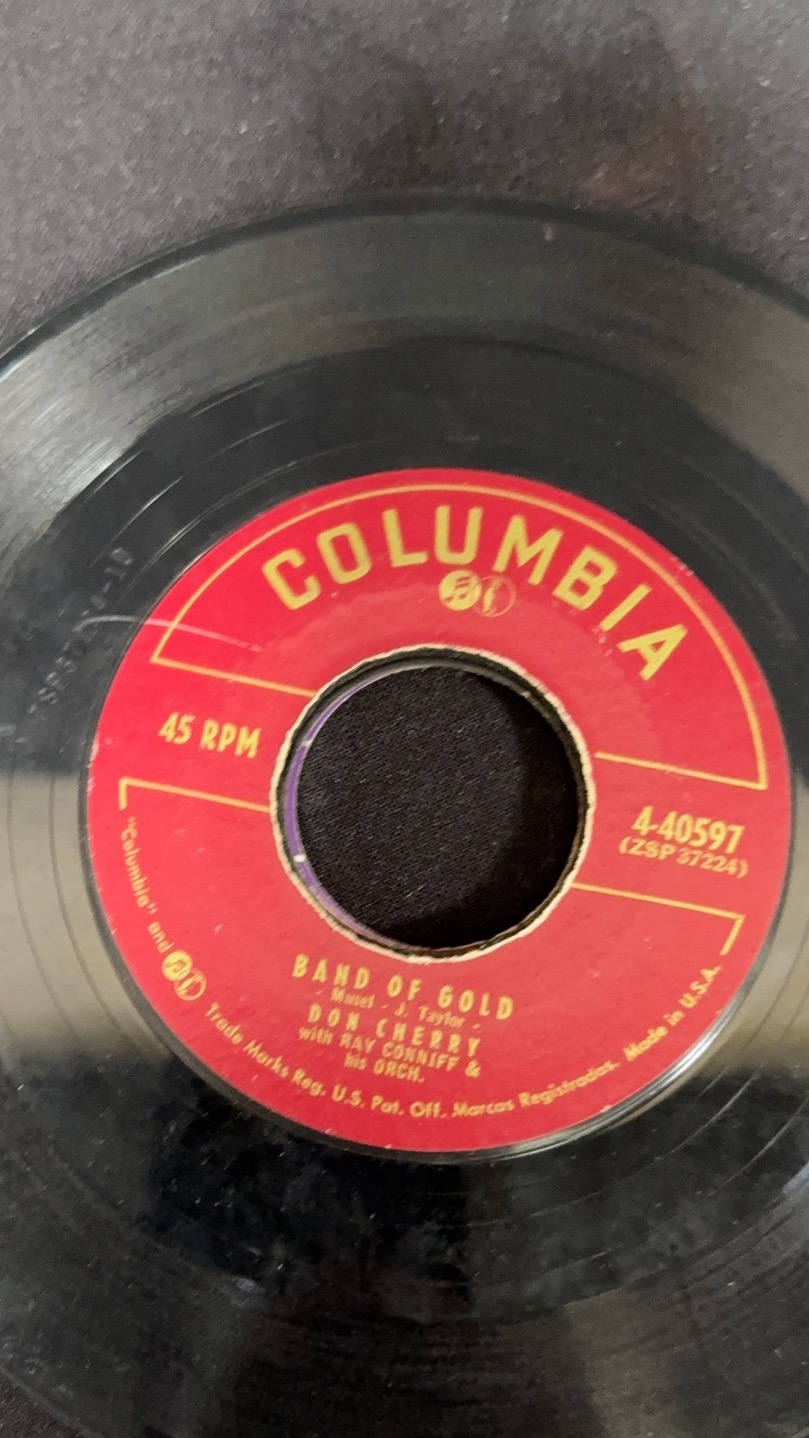 COLUMBIA
45 RPM
4-40597
(ZSP 37224)
BAND OF GOLD
- Musel - J. Taylor -
DON CHERRY
with RAY CONNIFF &
his ORCH.
"Columbia" and Trade Marks Reg. U.S. Pat. Off. Marcas Registradas. Made in U.S.A.